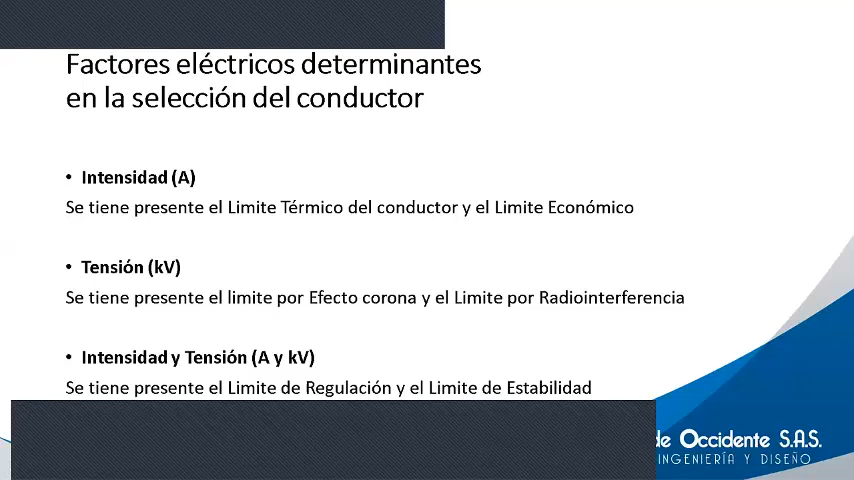 Factores eléctricos determinantes
en la selección del conductor
• Intensidad (A)
Se tiene presente el Limite Térmico del conductor y el Limite Económico
• Tensión (kV)
Se tiene presente el limite por Efecto corona y el Limite por Radiointerferencia
• Intensidad y Tensión (A y kV)
Se tiene presente el Limite de Regulación y el Limite de Estabilidad
de Occidente S.A.S.
INGENIERÍA Y DISEÑO